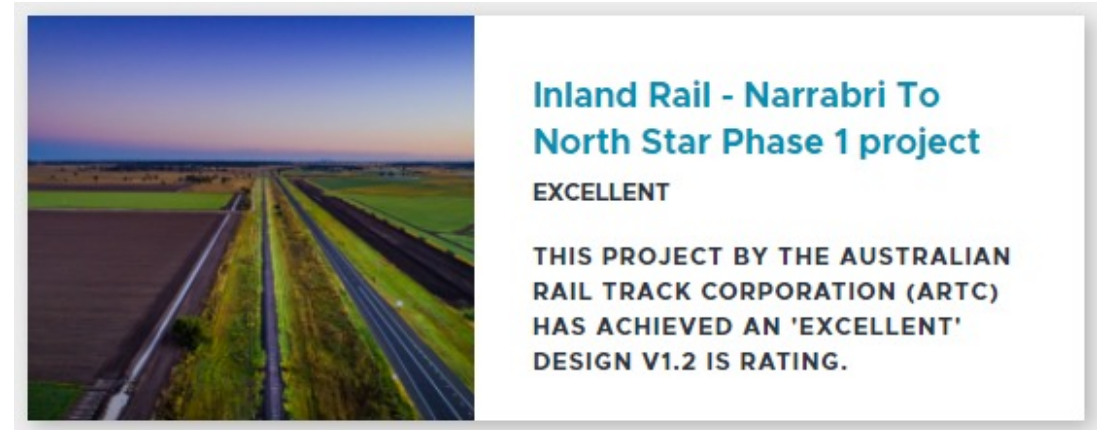 Inland Rail - Narrabri To
North Star Phase 1 project
EXCELLENT
THIS PROJECT BY THE AUSTRALIAN
RAIL TRACK CORPORATION (ARTC)
HAS ACHIEVED AN 'EXCELLENT'
DESIGN V1.2 IS RATING.